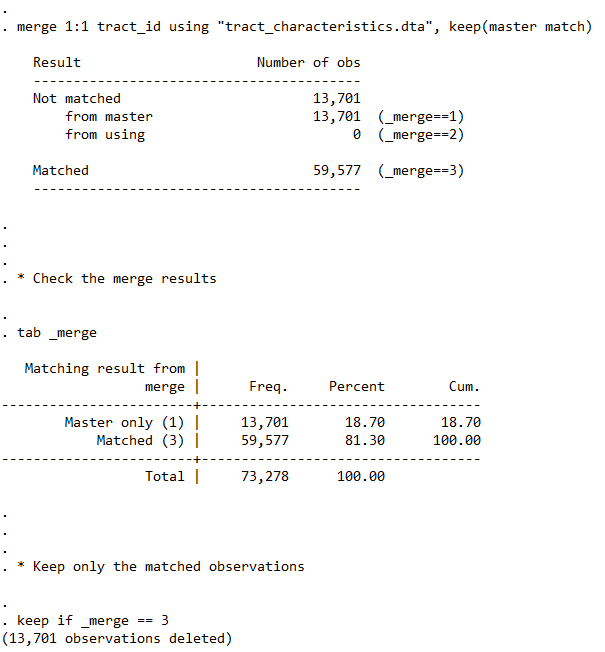 .
. merge 1:1 tract_id using "tract_characteristics.dta", keep(master match)
    Result                      Number of obs
    -----------------------------------------
    Not matched                        13,701
        from master                    13,701  (_merge==1)
        from using                          0  (_merge==2)
    Matched                            59,577  (_merge==3)
    -----------------------------------------
.
.
.
. * Check the merge results
.
. tab _merge
   Matching result from |
                  merge |      Freq.     Percent        Cum.
------------------------+-----------------------------------
        Master only (1) |     13,701       18.70       18.70
            Matched (3) |     59,577       81.30      100.00
------------------------+-----------------------------------
                  Total |     73,278      100.00
.
.
.
. * Keep only the matched observations
.
. keep if _merge == 3
(13,701 observations deleted)